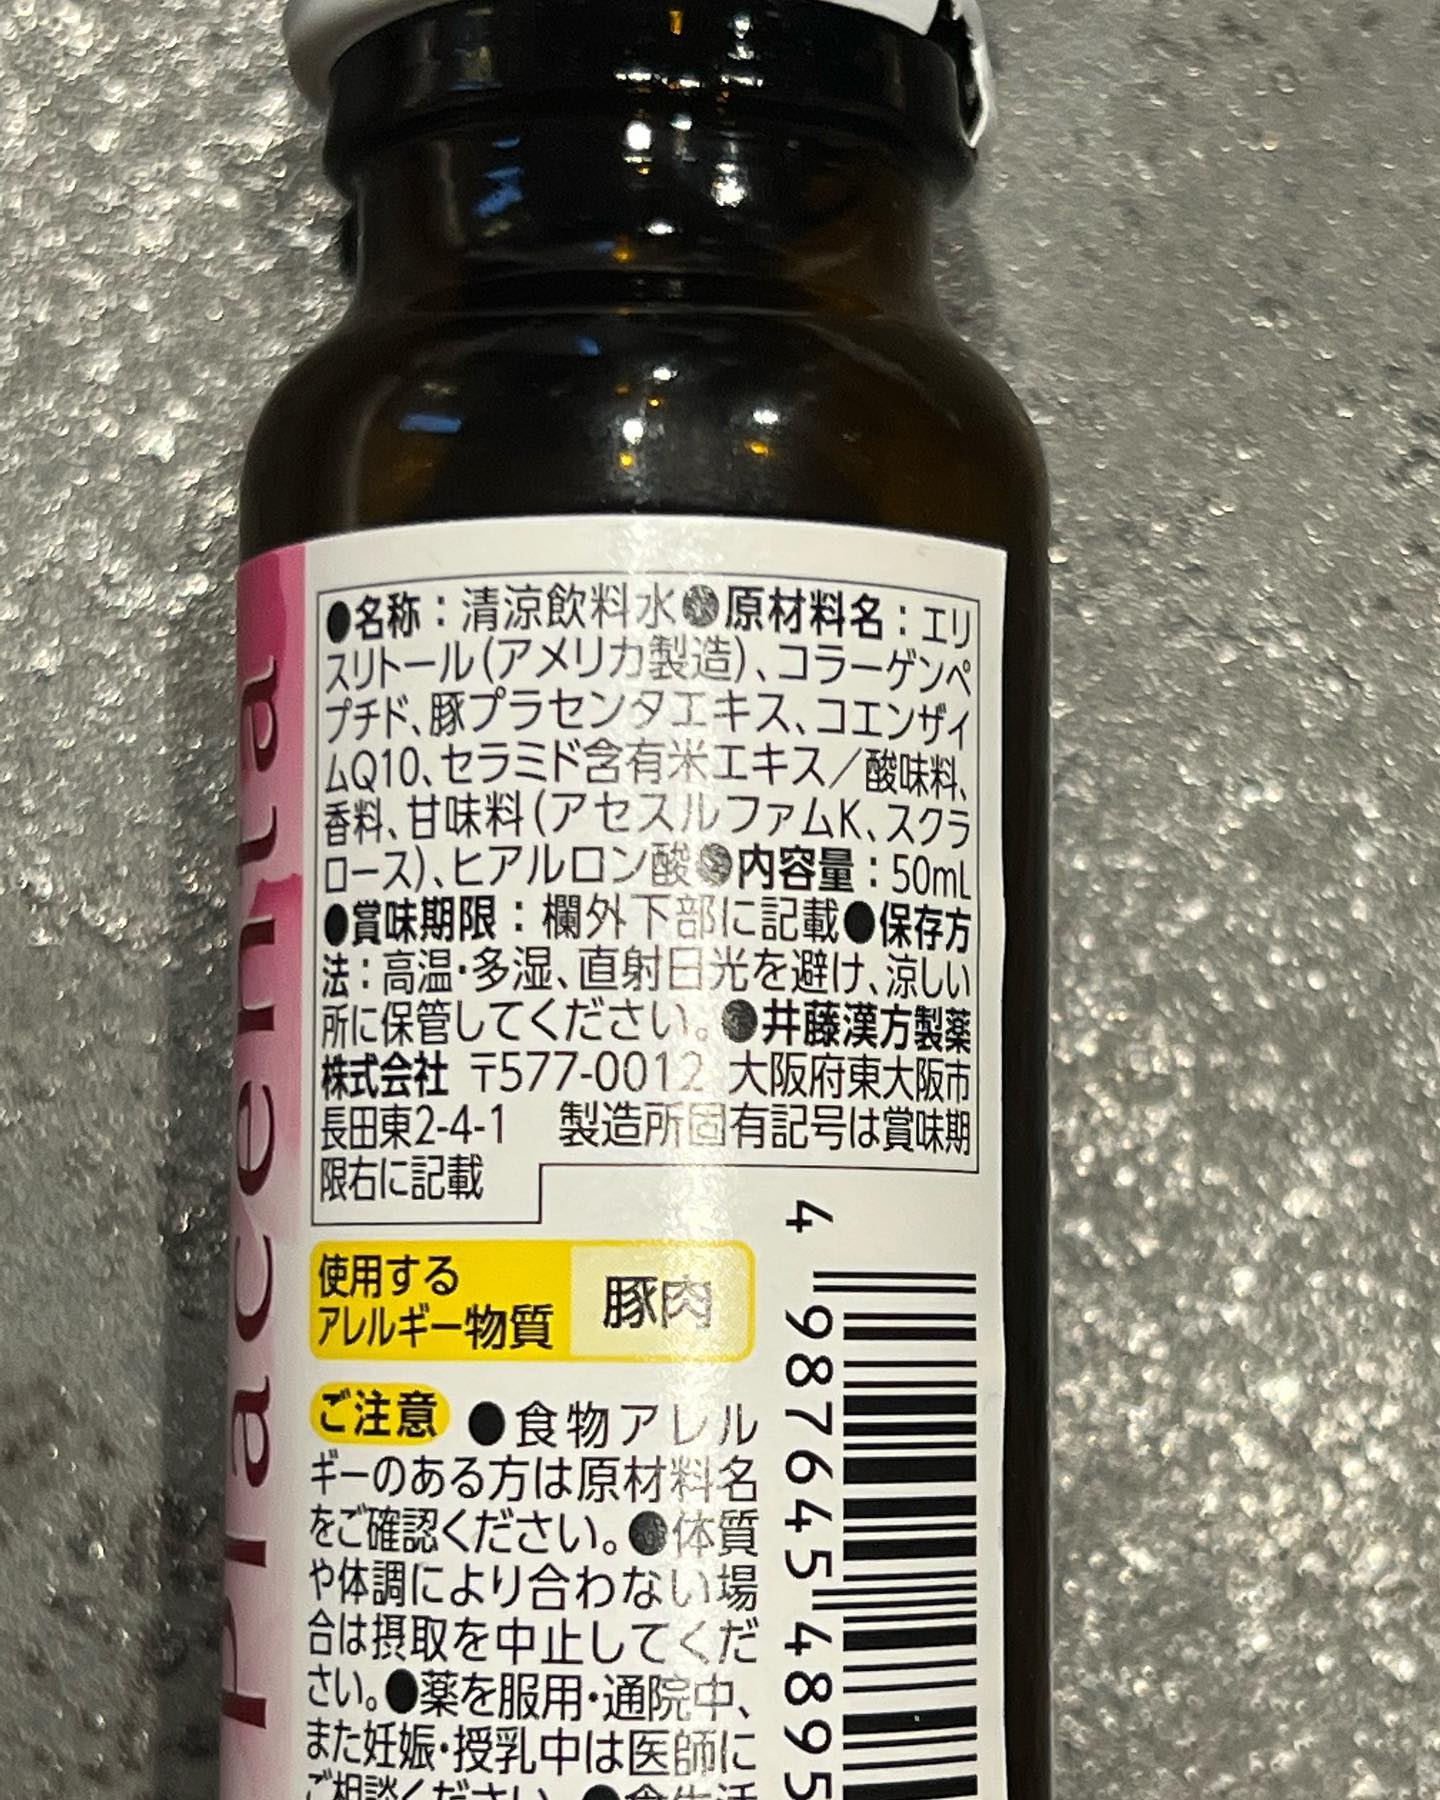 Placenta
●名称：清涼飲料水●原材料名：エリ
スリトール(アメリカ製造)、コラーゲンペ
プチド、豚プラセンタエキス、コエンザイ
ムQ10、セラミド含有米エキス／酸味料、
香料、甘味料(アセスルファムK、スクラ
ロース)、ヒアルロン酸●内容量：50mL
●賞味期限：欄外下部に記載●保存方
法：高温・多湿、直射日光を避け、涼しい
所に保管してください。●井藤漢方製薬
株式会社 〒577-0012 大阪府東大阪市
長田東2-4-1 製造所固有記号は賞味期
限右に記載
使用する
アレルギー物質
豚肉
ご注意 ●食物アレル
ギーのある方は原材料名
をご確認ください。●体質
や体調により合わない場
合は摂取を中止してくだ
さい。●薬を服用・通院中、
また妊娠・授乳中は医師に
ご相談ください。●食生活
4 987645 4895